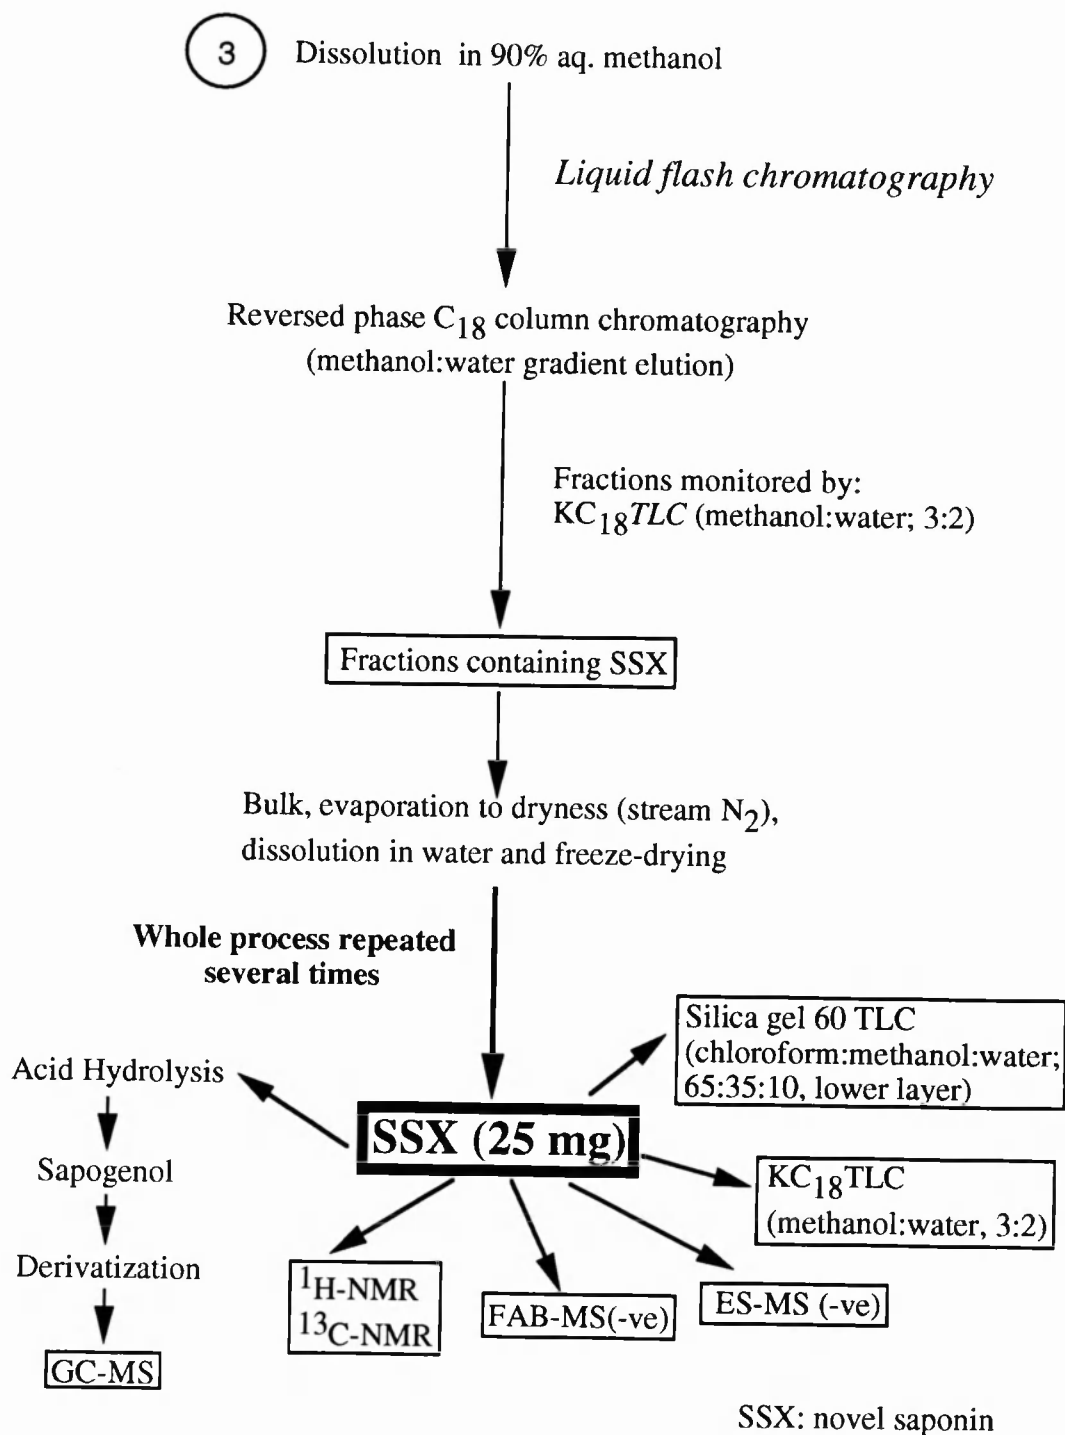 3 Dissolution in 90% aq. methanol
Liquid flash chromatography
Reversed phase C18 column chromatography
(methanol:water gradient elution)
Fractions monitored by:
KC18TLC (methanol:water; 3:2)
Fractions containing SSX
Bulk, evaporation to dryness (stream N2),
dissolution in water and freeze-drying
Whole process repeated
several times
Silica gel 60 TLC
(chloroform:methanol:water;
65:35:10, lower layer)
Acid Hydrolysis
SSX (25 mg)
Sapogenol
KC18TLC
(methanol:water, 3:2)
Derivatization
1H-NMR
13C-NMR
FAB-MS(-ve)
ES-MS (-ve)
GC-MS
SSX: novel saponin